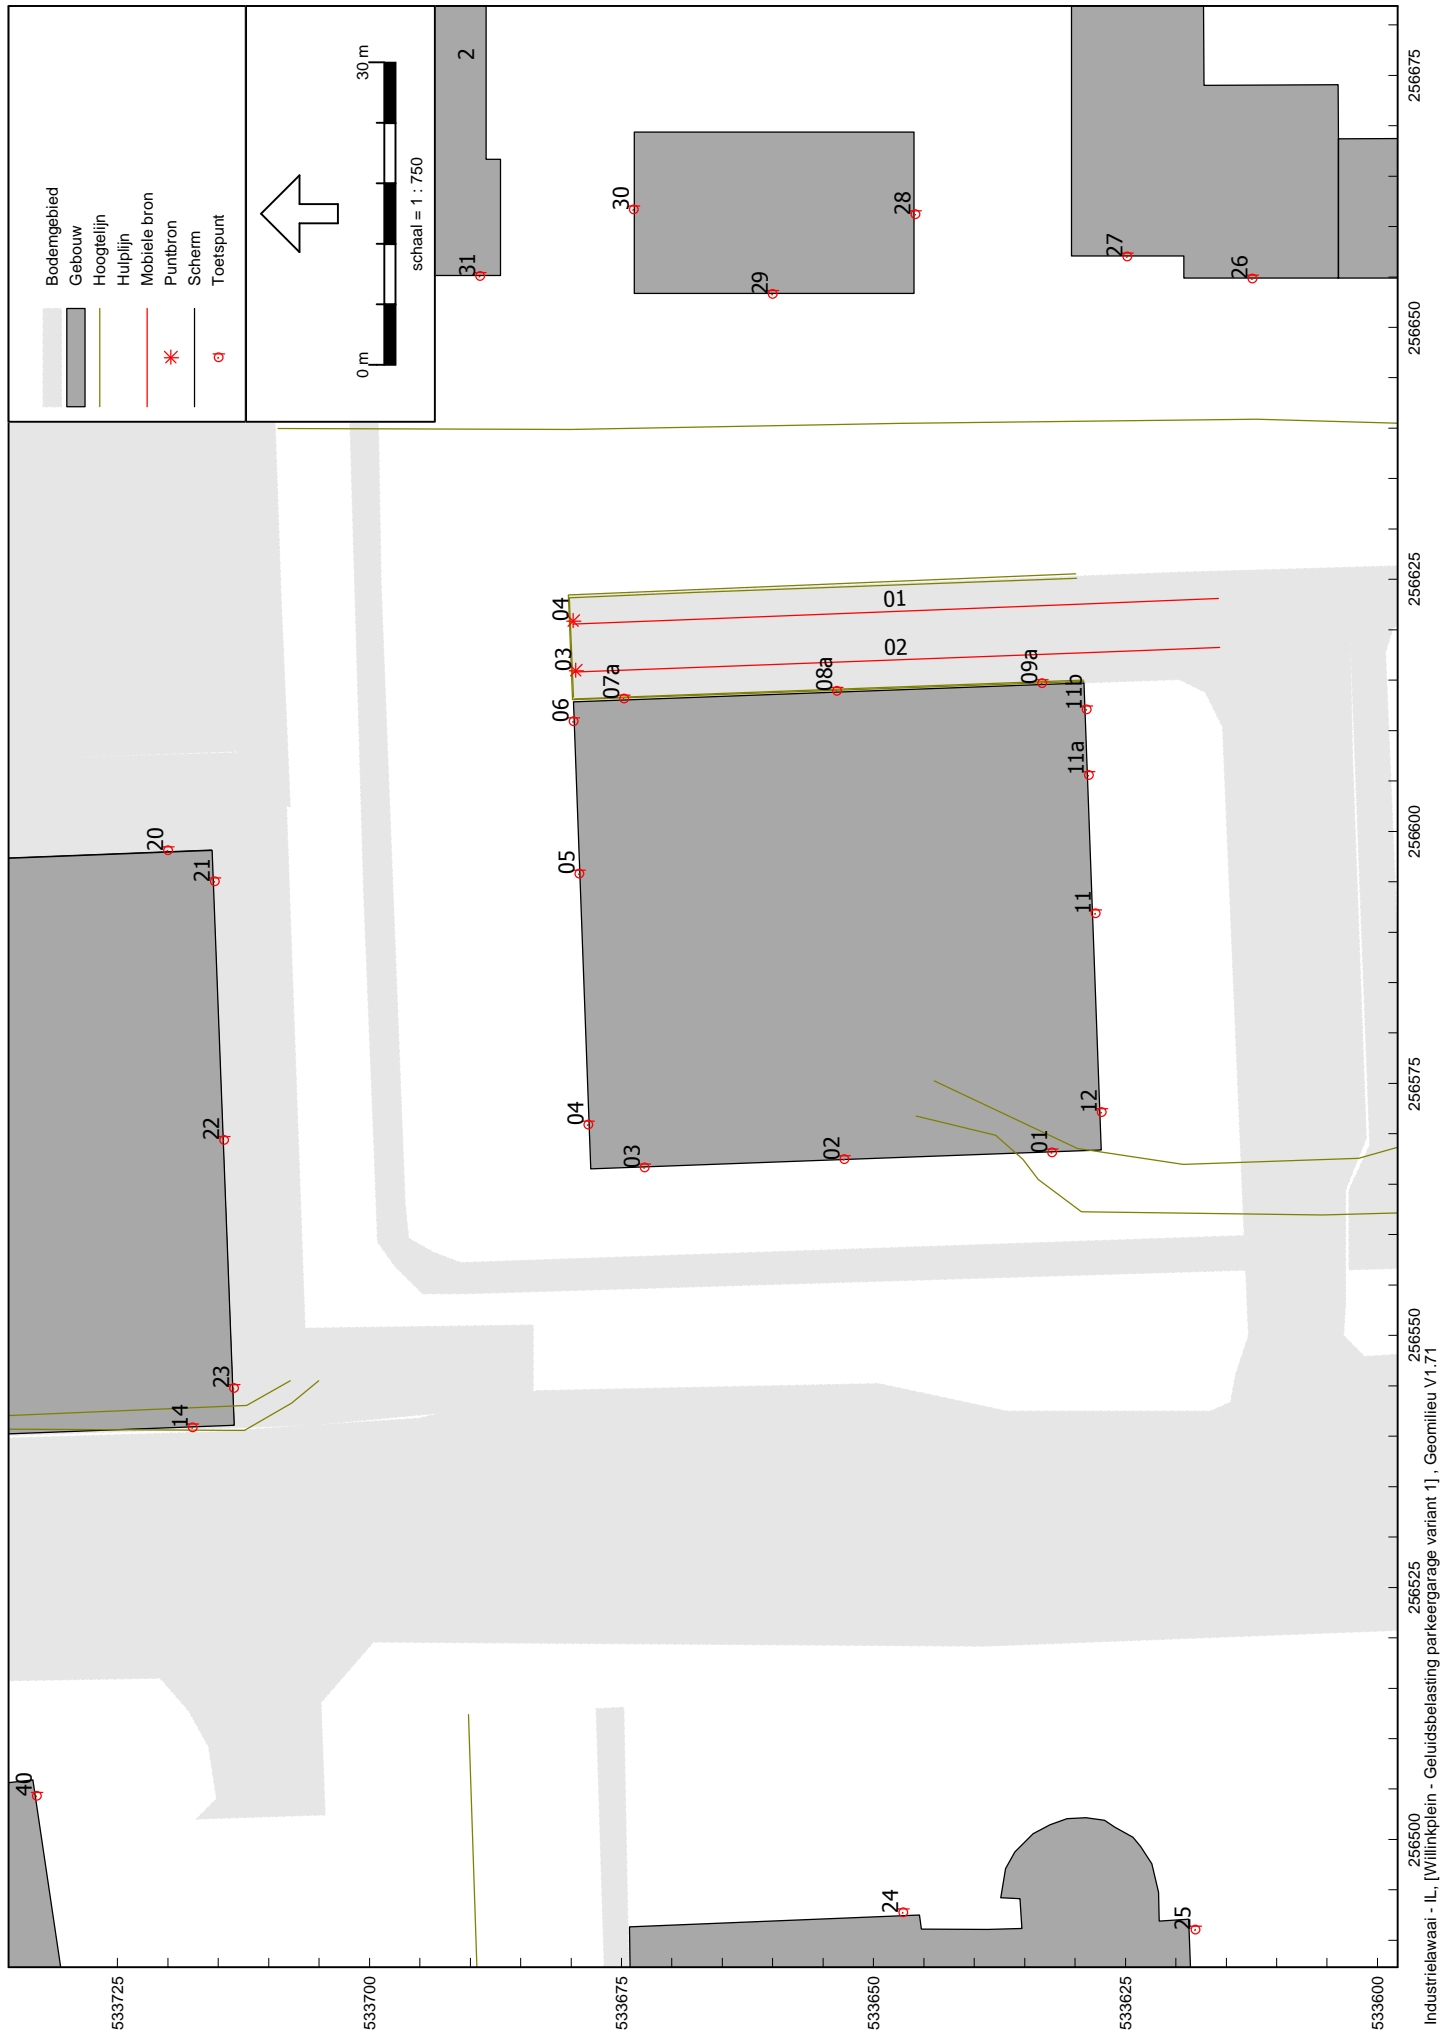 Bodemgebied
Gebouw
Hoogtelijn
Hulplijn
Mobiele bron
Puntbron
Scherm
Toetspunt
0 m
30 m
schaal = 1 : 750
40
14
23
22
21
20
2
31
30
29
28
27
26
04
03
01
02
07a
08a
09a
06
05
04
03
02
01
12
11
11a
11b
24
25
533725
533700
533675
533650
533625
533600
256500
256525
256550
256575
256600
256625
256650
256675
Industrielawaai - IL, [Willinkplein - Geluidsbelasting parkeergarage variant 1] , Geomilieu V1.71